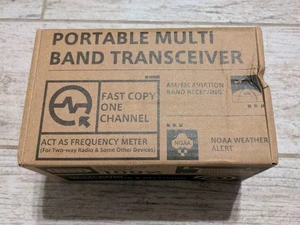 PORTABLE MULTI
BAND TRANSCEIVER
FAST COPY
ONE
CHANNEL
AM/MC AVIATION
BAND RECEIVING
ACT AS FREQUENCY METER
(For Two-way Radio & Some Other Devices)
NOAA
NOAA WEATHER
ALERT